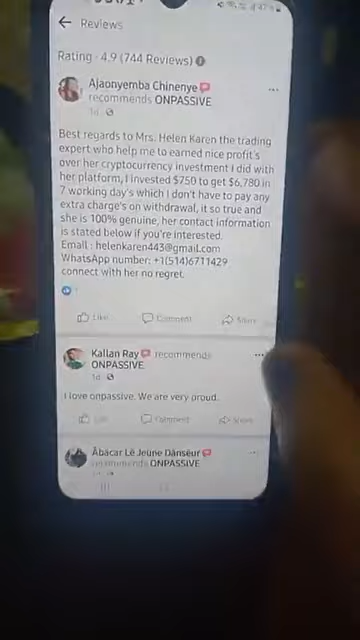 Reviews
Rating · 4.9 (744 Reviews)
Ajaonyemba Chinenye
recommends ONPASSIVE
1d
Best regards to Mrs. Helen Karen the trading
expert who help me to earned nice profit's
over her cryptocurrency investment I did with
her platform, I invested $750 to get $6,780 in
7 working day's which I don't have to pay any
extra charge's on withdrawal, it so true and
she is 100% genuine, her contact information
is stated below if you're interested.
Email : helenkaren443@gmail.com
WhatsApp number: +1(514)6711429
connect with her no regret.
Like Comment Share
Kallan Ray recommends
ONPASSIVE
1d
I love onpassive. We are very proud.
Like Comment Share
Âbácar Lê Jeune Dànsëur
recommends ONPASSIVE